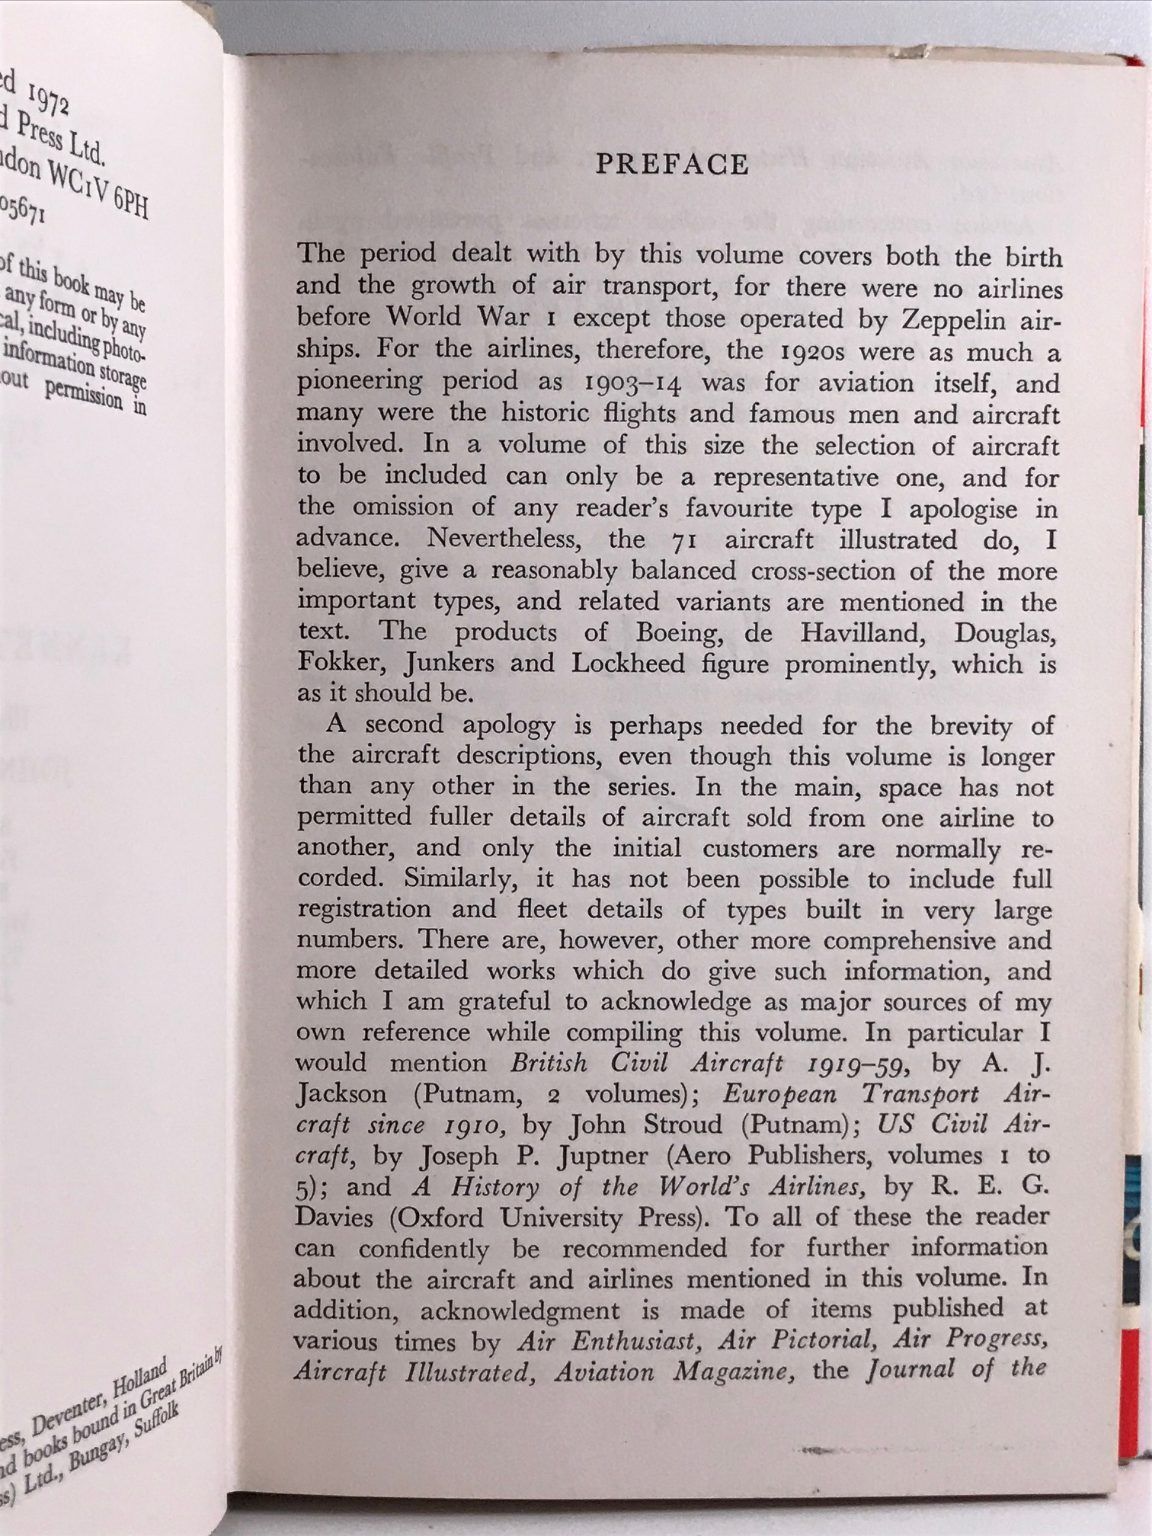 1972
Press Ltd.
WC1V 6PH
05671
of this book may be
any form or by any
including photo-
information storage
permission in
Deventer, Holland
books bound in Great Britain by
Ltd., Bungay, Suffolk
PREFACE
The period dealt with by this volume covers both the birth
and the growth of air transport, for there were no airlines
before World War 1 except those operated by Zeppelin air-
ships. For the airlines, therefore, the 1920s were as much a
pioneering period as 1903–14 was for aviation itself, and
many were the historic flights and famous men and aircraft
involved. In a volume of this size the selection of aircraft
to be included can only be a representative one, and for
the omission of any reader's favourite type I apologise in
advance. Nevertheless, the 71 aircraft illustrated do, I
believe, give a reasonably balanced cross-section of the more
important types, and related variants are mentioned in the
text. The products of Boeing, de Havilland, Douglas,
Fokker, Junkers and Lockheed figure prominently, which is
as it should be.
A second apology is perhaps needed for the brevity of
the aircraft descriptions, even though this volume is longer
than any other in the series. In the main, space has not
permitted fuller details of aircraft sold from one airline to
another, and only the initial customers are normally re-
corded. Similarly, it has not been possible to include full
registration and fleet details of types built in very large
numbers. There are, however, other more comprehensive and
more detailed works which do give such information, and
which I am grateful to acknowledge as major sources of my
own reference while compiling this volume. In particular I
would mention British Civil Aircraft 1919–59, by A. J.
Jackson (Putnam, 2 volumes); European Transport Air-
craft since 1910, by John Stroud (Putnam); US Civil Air-
craft, by Joseph P. Juptner (Aero Publishers, volumes 1 to
5); and A History of the World's Airlines, by R. E. G.
Davies (Oxford University Press). To all of these the reader
can confidently be recommended for further information
about the aircraft and airlines mentioned in this volume. In
addition, acknowledgment is made of items published at
various times by Air Enthusiast, Air Pictorial, Air Progress,
Aircraft Illustrated, Aviation Magazine, the Journal of the